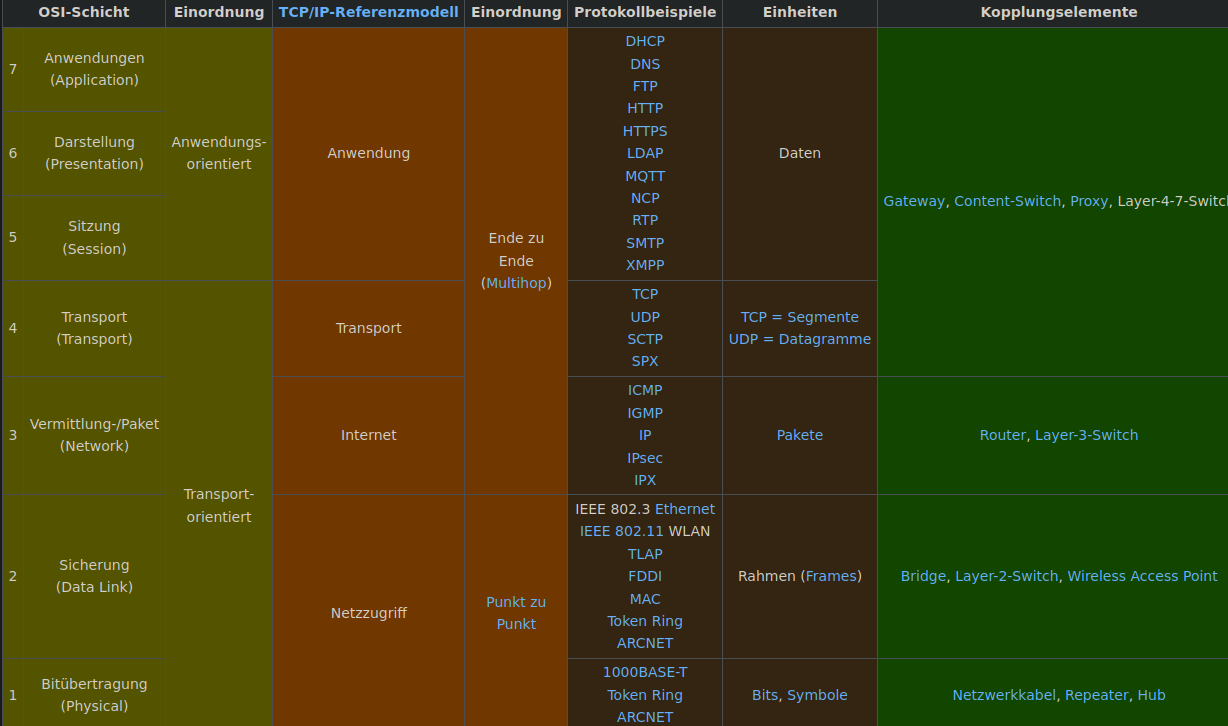 OSI-Schicht Einordnung TCP/IP-Referenzmodell Einordnung Protokollbeispiele Einheiten Kopplungselemente
7
Anwendungen
(Application)
6
Darstellung
(Presentation)
5
Sitzung
(Session)
Anwendungs-
orientiert
Anwendung
Ende zu
Ende
(Multihop)
DHCP
DNS
FTP
HTTP
HTTPS
LDAP
MQTT
NCP
RTP
SMTP
XMPP
Daten
Gateway, Content-Switch, Proxy, Layer-4-7-Switch
4
Transport
(Transport)
Transport-
orientiert
Transport
TCP
UDP
SCTP
SPX
TCP = Segmente
UDP = Datagramme
3
Vermittlung-/Paket
(Network)
Internet
ICMP
IGMP
IP
IPsec
IPX
Pakete
Router, Layer-3-Switch
2
Sicherung
(Data Link)
Netzzugriff
Punkt zu
Punkt
IEEE 802.3 Ethernet
IEEE 802.11 WLAN
TLAP
FDDI
MAC
Token Ring
ARCNET
Rahmen (Frames)
Bridge, Layer-2-Switch, Wireless Access Point
1
Bitübertragung
(Physical)
1000BASE-T
Token Ring
ARCNET
Bits, Symbole
Netzwerkkabel, Repeater, Hub